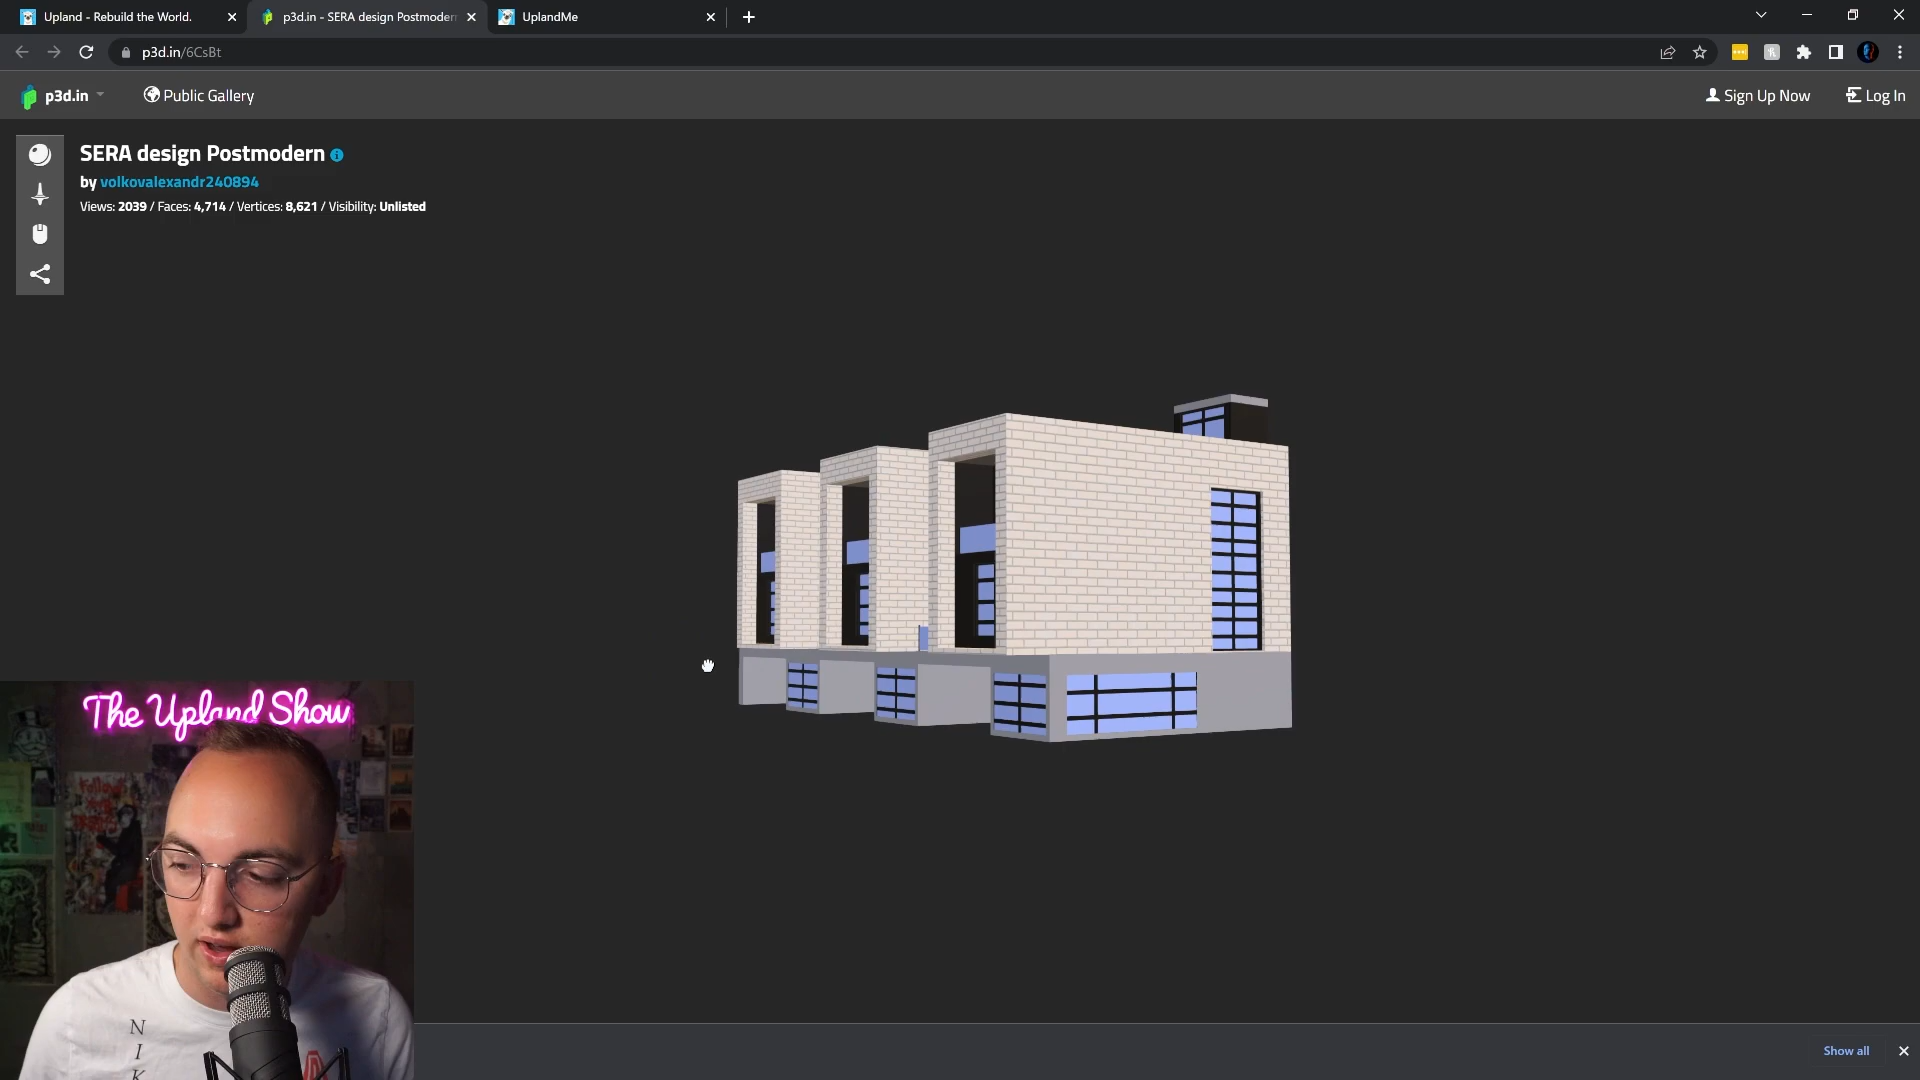 Upland - Rebuild the World.
p3d.in - SERA design Postmoder
UplandMe
p3d.in/6CsBt
p3d.in
Public Gallery
Sign Up Now
Log In
SERA design Postmodern
by volkovalexandr240894
Views: 2039 / Faces: 4,714 / Vertices: 8,621 / Visibility: Unlisted
The Upland Show
N
I
K
Show all